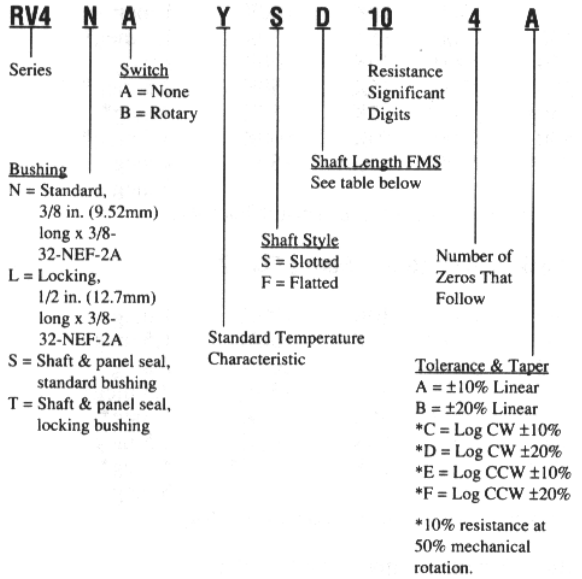 RV4 N A Y S D 10 4 A
Series
Switch
A = None
B = Rotary
Resistance
Significant
Digits
Bushing
N = Standard,
3/8 in. (9.52mm)
long x 3/8-
32-NEF-2A
L = Locking,
1/2 in. (12.7mm)
long x 3/8-
32-NEF-2A
S = Shaft & panel seal,
standard bushing
T = Shaft & panel seal,
locking bushing
Shaft Length FMS
See table below
Shaft Style
S = Slotted
F = Flatted
Number of
Zeros That
Follow
Standard Temperature
Characteristic
Tolerance & Taper
A = ±10% Linear
B = ±20% Linear
*C = Log CW ±10%
*D = Log CW ±20%
*E = Log CCW ±10%
*F = Log CCW ±20%
*10% resistance at
50% mechanical
rotation.